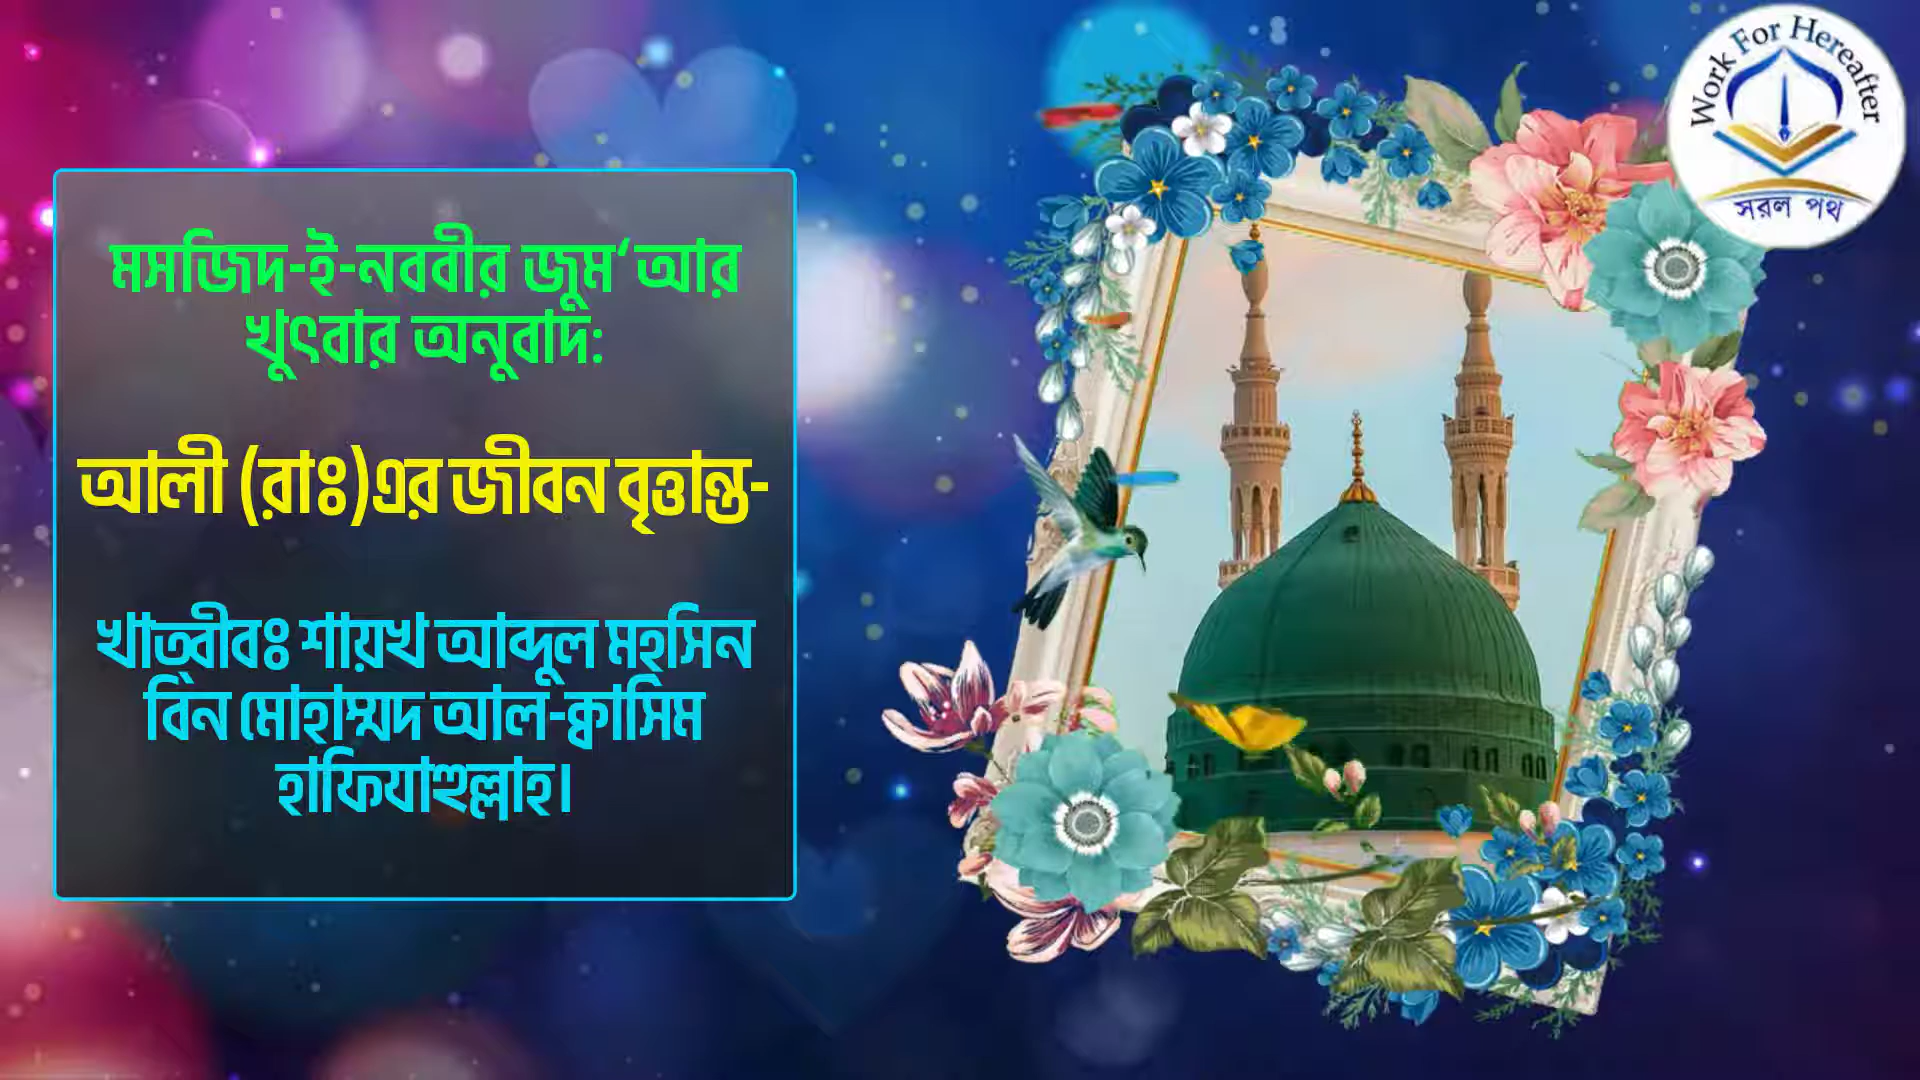 মসজিদ-ই-নববীর জুম‘আর
খুৎবার অনুবাদ:
আলী (রাঃ)এর জীবন বৃত্তান্ত-
খাত্বীবঃ শায়খ আব্দুল মহসিন
বিন মোহাম্মদ আল-ক্বাসিম
হাফিযাহুল্লাহ।
Work For Hereafter
সরল পথ